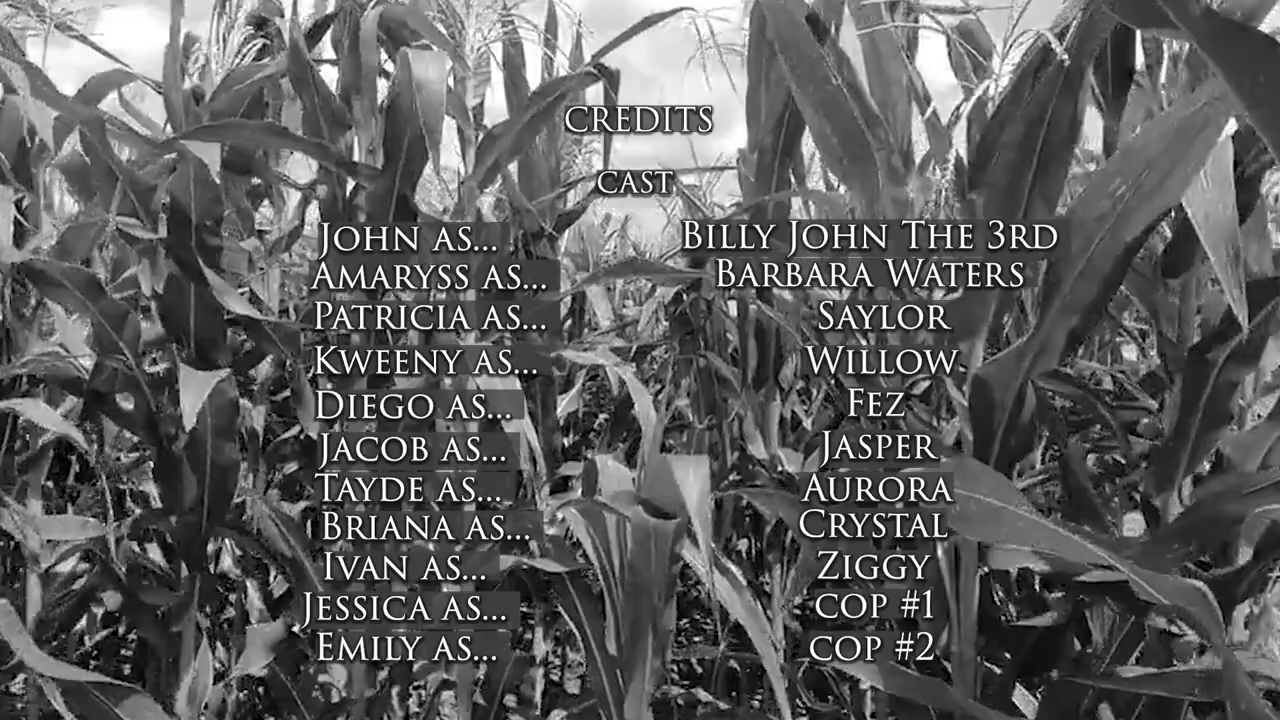 CREDITS
CAST
JOHN AS... BILLY JOHN THE 3RD
AMARYSS AS... BARBARA WATERS
PATRICIA AS... SAYLOR
KWEENY AS... WILLOW
DIEGO AS... FEZ
JACOB AS... JASPER
TAYDE AS... AURORA
BRIANA AS... CRYSTAL
IVAN AS... ZIGGY
JESSICA AS... COP #1
EMILY AS... COP #2